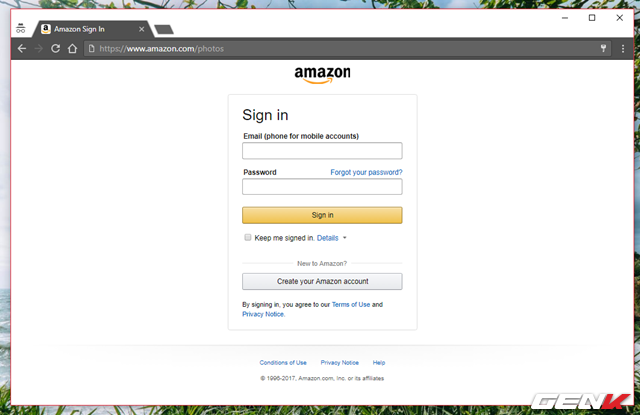 Amazon Sign In
https://www.amazon.com/photos
amazon
Sign in
Email (phone for mobile accounts)
Password Forgot your password?
Sign in
Keep me signed in. Details
New to Amazon?
Create your Amazon account
By signing in, you agree to our Terms of Use and
Privacy Notice.
Conditions of Use Privacy Notice Help
© 1996-2017, Amazon.com, Inc. or its affiliates
GENK